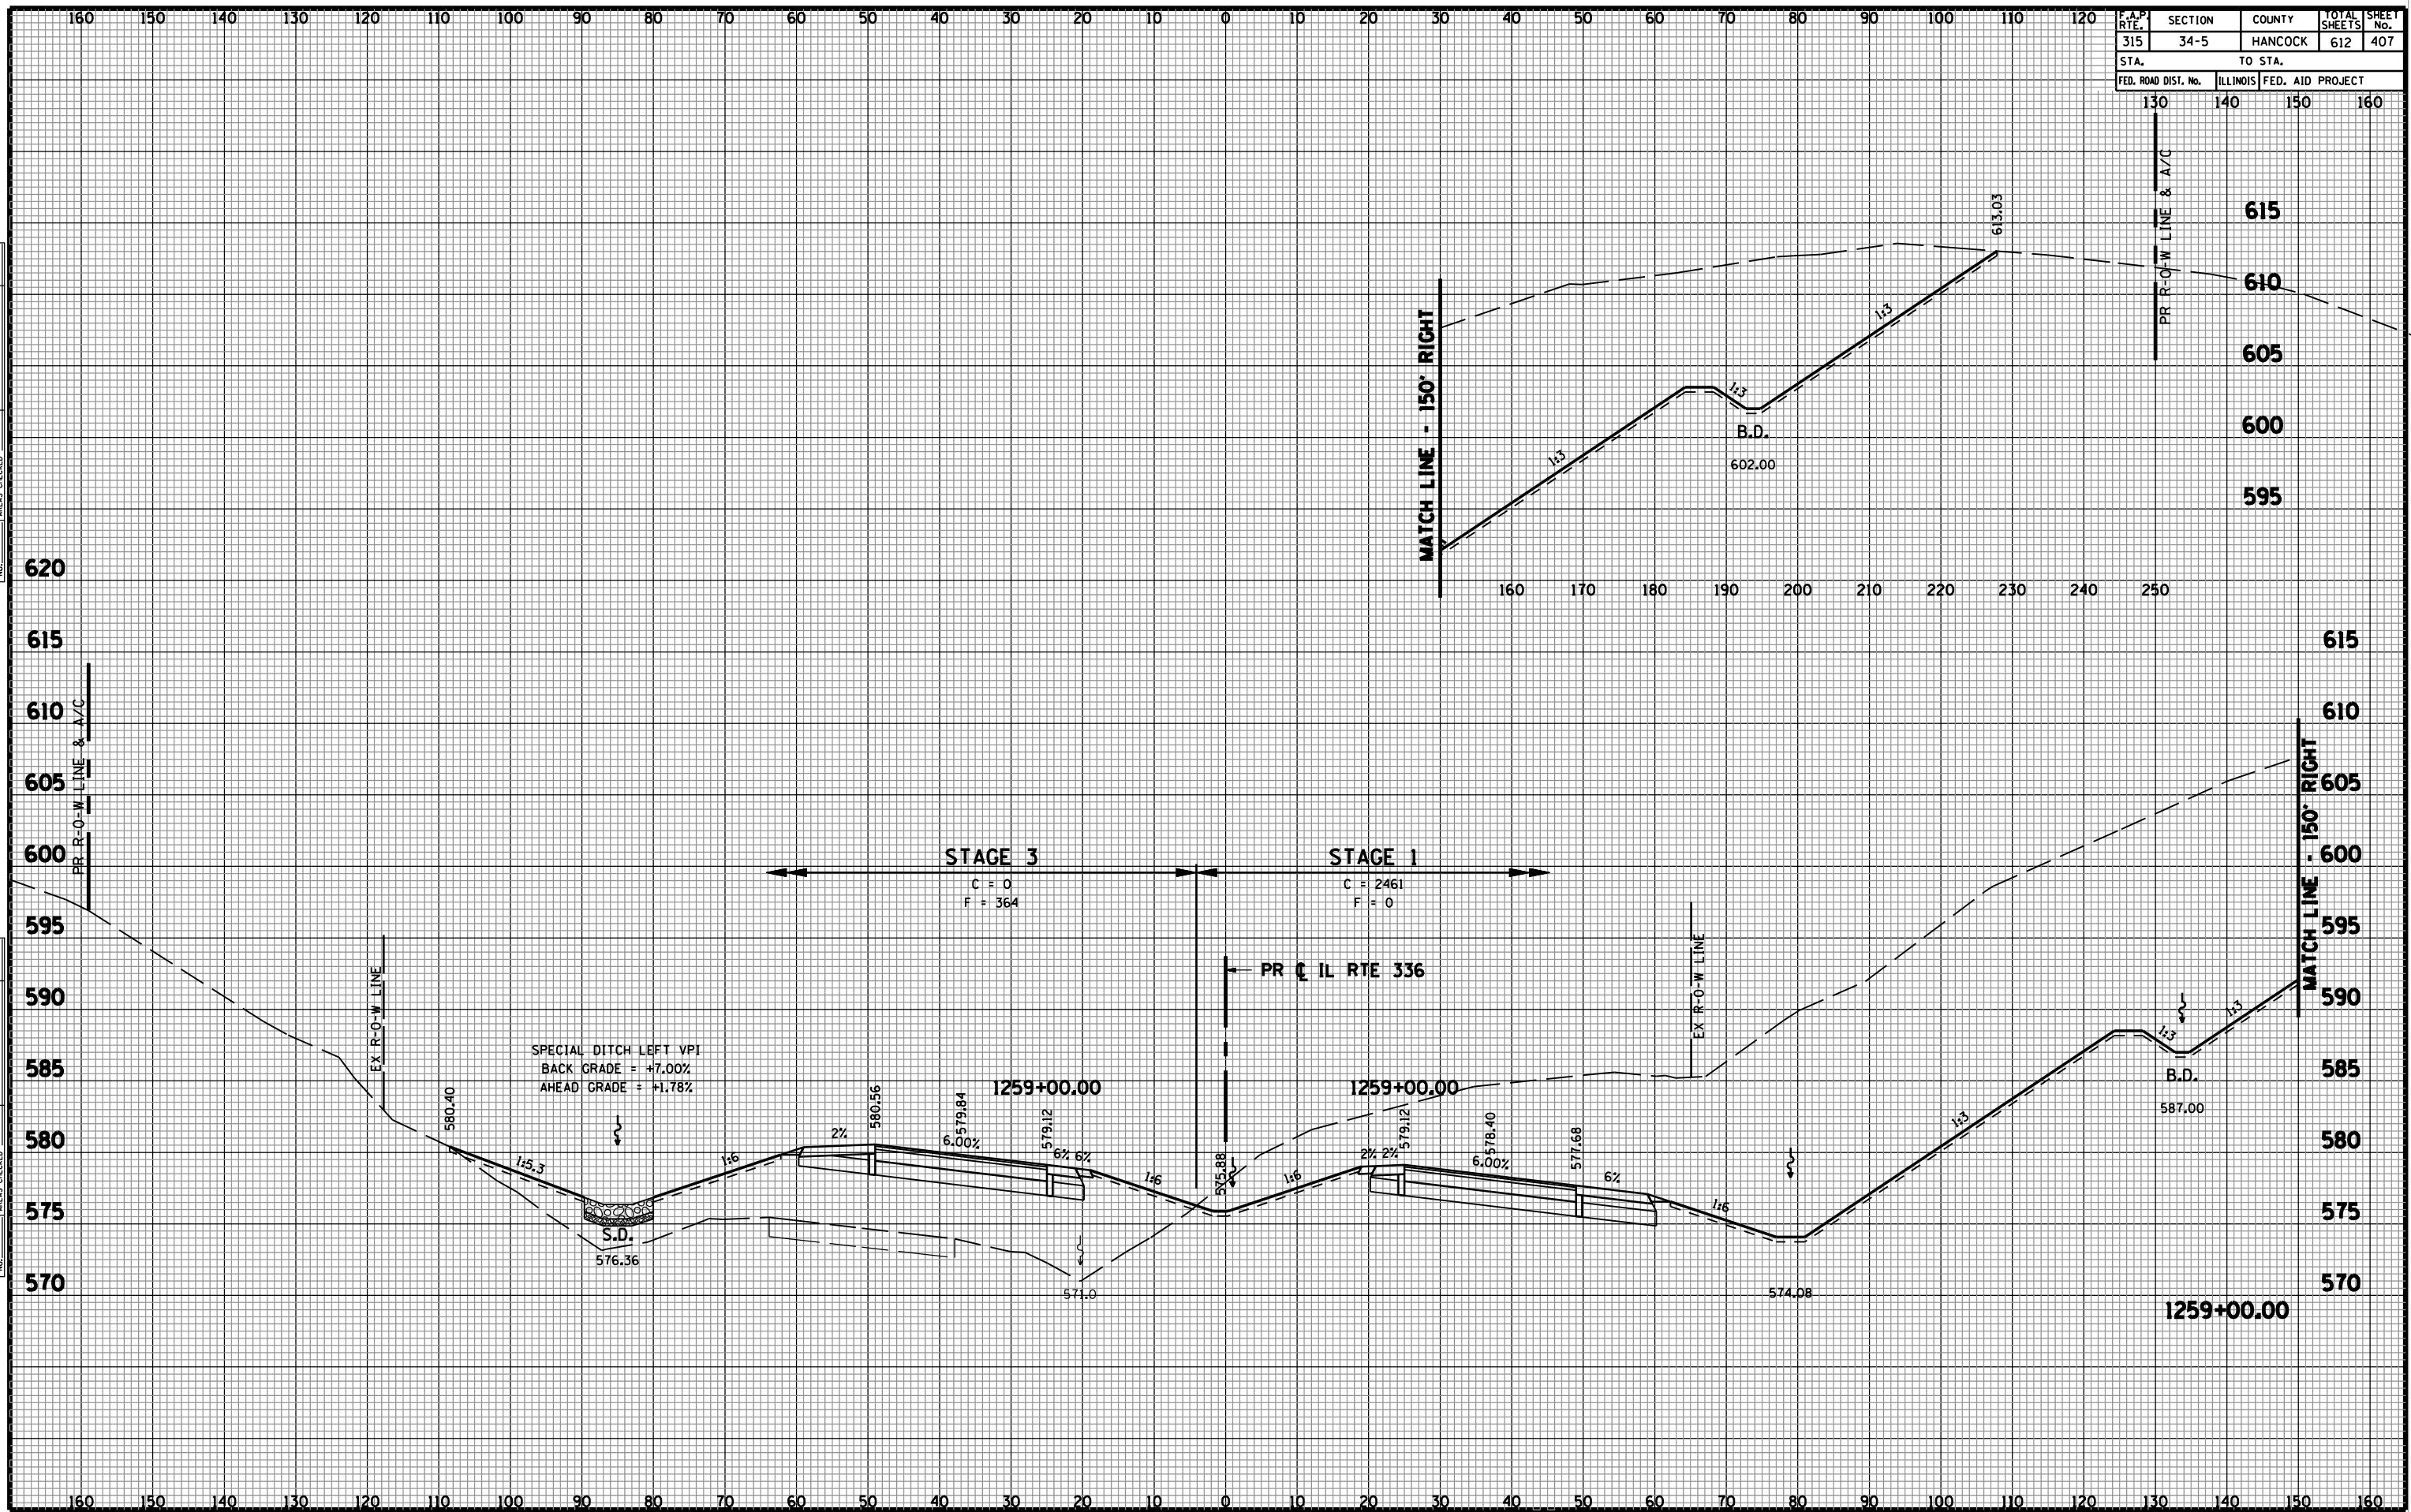 160 150 140 130 120 110 100 90 80 70 60 50 40 30 20 10 0 10 20 30 40 50 60 70 80 90 100 110 120
F.A.P. RTE. SECTION COUNTY TOTAL SHEETS SHEET No.
315 34-5 HANCOCK 612 407
STA. TO STA.
FED. ROAD DIST. No. ILLINOIS FED. AID PROJECT
130 140 150 160
PR R-O-W LINE & A/C
613.03
615
610
605
600
595
MATCH LINE - 150' RIGHT
1:3
1:3
1:3
B.D.
602.00
160 170 180 190 200 210 220 230 240 250
620
615 615
610 610
605 605
600 600
595 595
590 590
585 585
580 580
575 575
570 570
PR R-O-W LINE & A/C
MATCH LINE - 150' RIGHT
STAGE 3
C = 0
F = 364
STAGE 1
C = 2461
F = 0
PR ℄ IL RTE 336
EX R-O-W LINE
EX R-O-W LINE
SPECIAL DITCH LEFT VPI
BACK GRADE = +7.00%
AHEAD GRADE = +1.78%
1259+00.00
1259+00.00
580.40
1:5.3
S.D.
576.36
1:6
2%
580.56
579.84
6.00%
579.12
6% 6%
1:6
571.0
575.88
1:6
2% 2%
579.12
578.40
6.00%
577.68
6%
1:6
574.08
1:3
1:3
1:3
B.D.
587.00
1259+00.00
160 150 140 130 120 110 100 90 80 70 60 50 40 30 20 10 0 10 20 30 40 50 60 70 80 90 100 110 120 130 140 150 160